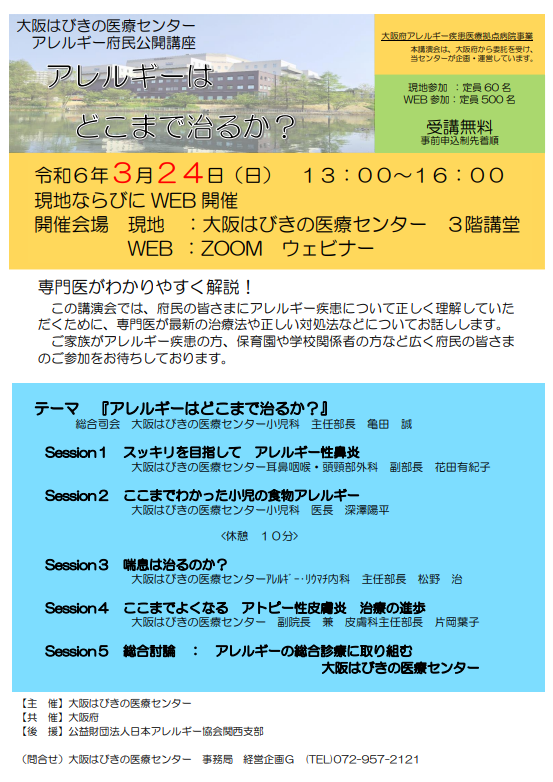 大阪はびきの医療センター
アレルギー府民公開講座
アレルギーは
どこまで治るか？
大阪府アレルギー疾患医療拠点病院事業
本講演会は、大阪府から委託を受け、
当センターが企画・運営しています。
現地参加　：定員60名
WEB参加：定員500名
受講無料
事前申込制先着順
令和６年３月２４日（日）　１３：００～１６：００
現地ならびにWEB開催
開催会場　現地　：大阪はびきの医療センター　３階講堂
WEB　：ZOOM　ウェビナー
専門医がわかりやすく解説！
この講演会では、府民の皆さまにアレルギー疾患について正しく理解していた
だくために、専門医が最新の治療法や正しい対処法などについてお話しします。
ご家族がアレルギー疾患の方、保育園や学校関係者の方など広く府民の皆さま
のご参加をお待ちしております。
テーマ　『アレルギーはどこまで治るか？』
総合司会　大阪はびきの医療センター小児科　主任部長　亀田　誠
Session１　スッキリを目指して　アレルギー性鼻炎
大阪はびきの医療センター耳鼻咽喉・頭頸部外科　副部長　花田有紀子
Session２　ここまでわかった小児の食物アレルギー
大阪はびきの医療センター小児科　医長　深澤陽平
<休憩　１０分>
Session３　喘息は治るのか？
大阪はびきの医療センターｱﾚﾙｷﾞｰ･ﾘｳﾏﾁ内科　主任部長　松野　治
Session４　ここまでよくなる　アトピー性皮膚炎　治療の進歩
大阪はびきの医療センター　副院長　兼　皮膚科主任部長　片岡葉子
Session５　総合討論　：　アレルギーの総合診療に取り組む
大阪はびきの医療センター
【主　催】大阪はびきの医療センター
【共　催】大阪府
【後　援】公益財団法人日本アレルギー協会関西支部
（問合せ）大阪はびきの医療センター　事務局　経営企画Ｇ　(TEL)072-957-2121